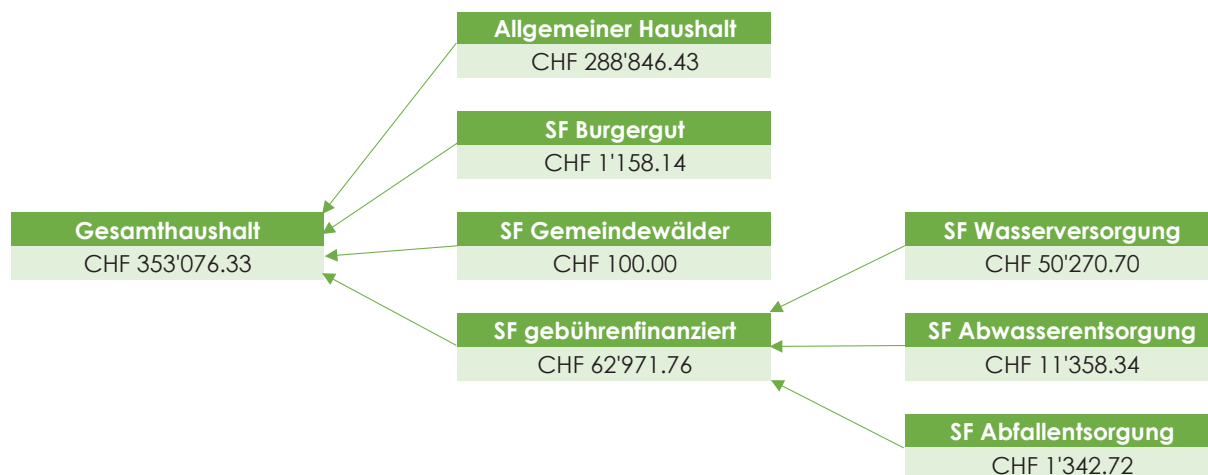 Allgemeiner Haushalt
CHF 288'846.43
SF Burgergut
CHF 1'158.14
Gesamthaushalt
CHF 353'076.33
SF Gemeindewälder
CHF 100.00
SF Wasserversorgung
CHF 50'270.70
SF gebührenfinanziert
CHF 62'971.76
SF Abwasserentsorgung
CHF 11'358.34
SF Abfallentsorgung
CHF 1'342.72